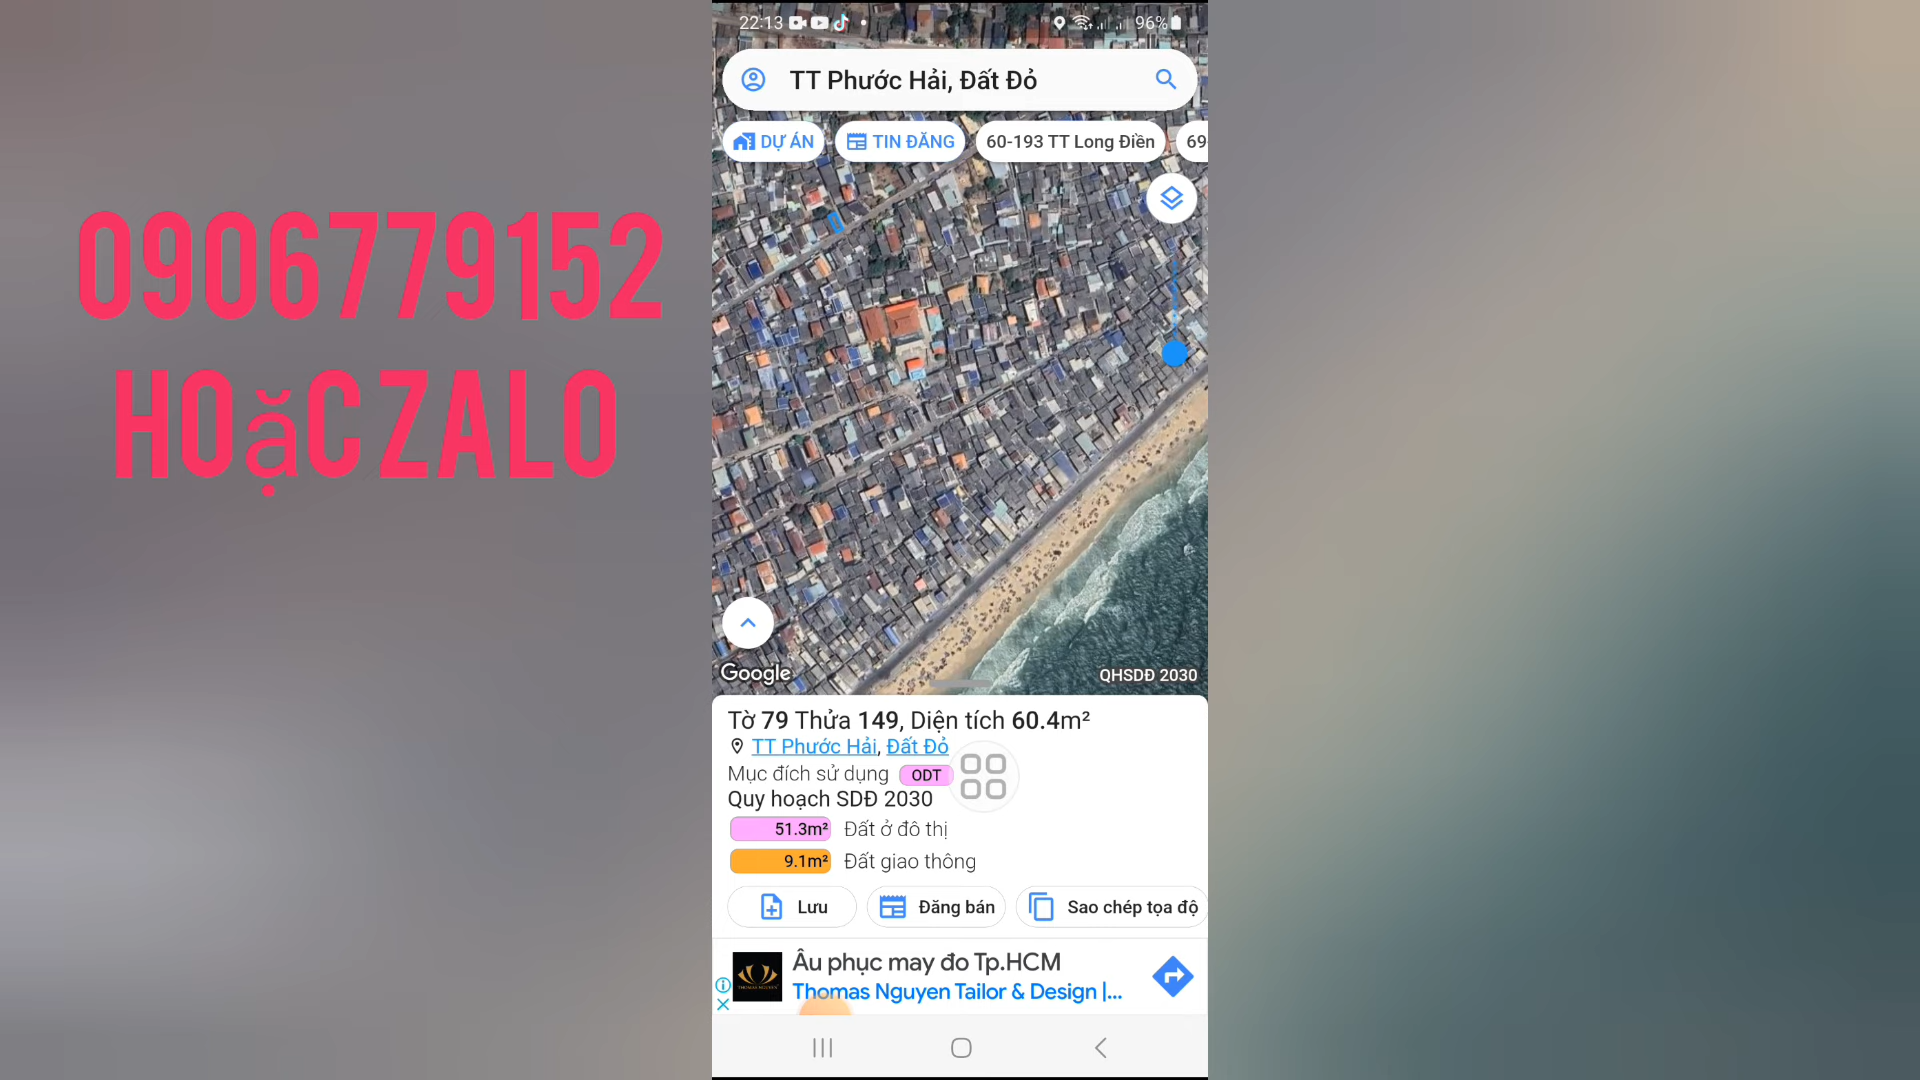 0906779152
HOặC ZALO
22:13
96%
TT Phước Hải, Đất Đỏ
DỰ ÁN
TIN ĐĂNG
60-193 TT Long Điền
69
Google
QHSDĐ 2030
Tờ 79 Thửa 149, Diện tích 60.4m²
TT Phước Hải, Đất Đỏ
Mục đích sử dụng ODT
Quy hoạch SDĐ 2030
51.3m² Đất ở đô thị
9.1m² Đất giao thông
Lưu
Đăng bán
Sao chép tọa độ
Âu phục may đo Tp.HCM
THOMAS NGUYEN
Thomas Nguyen Tailor & Design |...